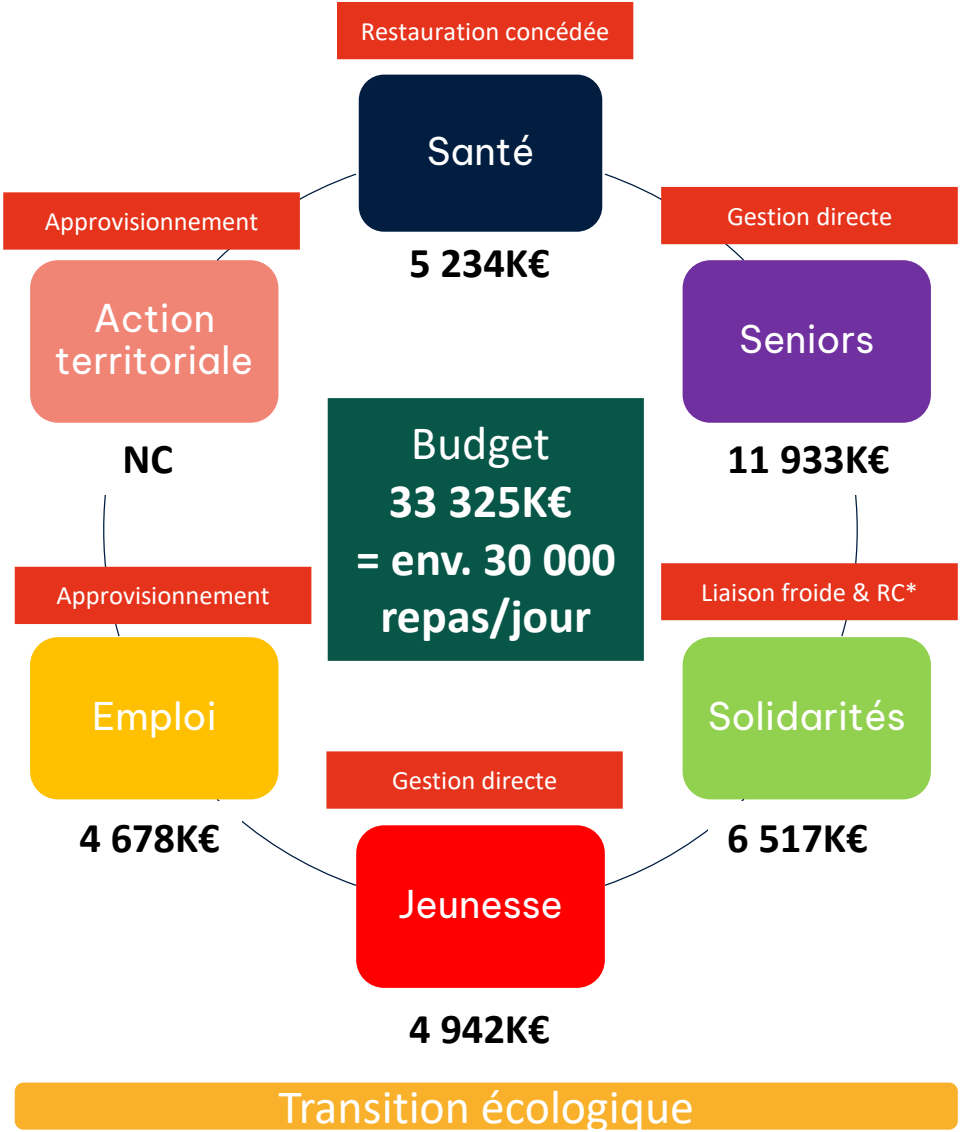 Restauration concédée
Santé
5 234K€
Approvisionnement
Action
territoriale
NC
Gestion directe
Seniors
11 933K€
Budget
33 325K€
= env. 30 000
repas/jour
Approvisionnement
Emploi
4 678K€
Liaison froide & RC*
Solidarités
6 517K€
Gestion directe
Jeunesse
4 942K€
Transition écologique